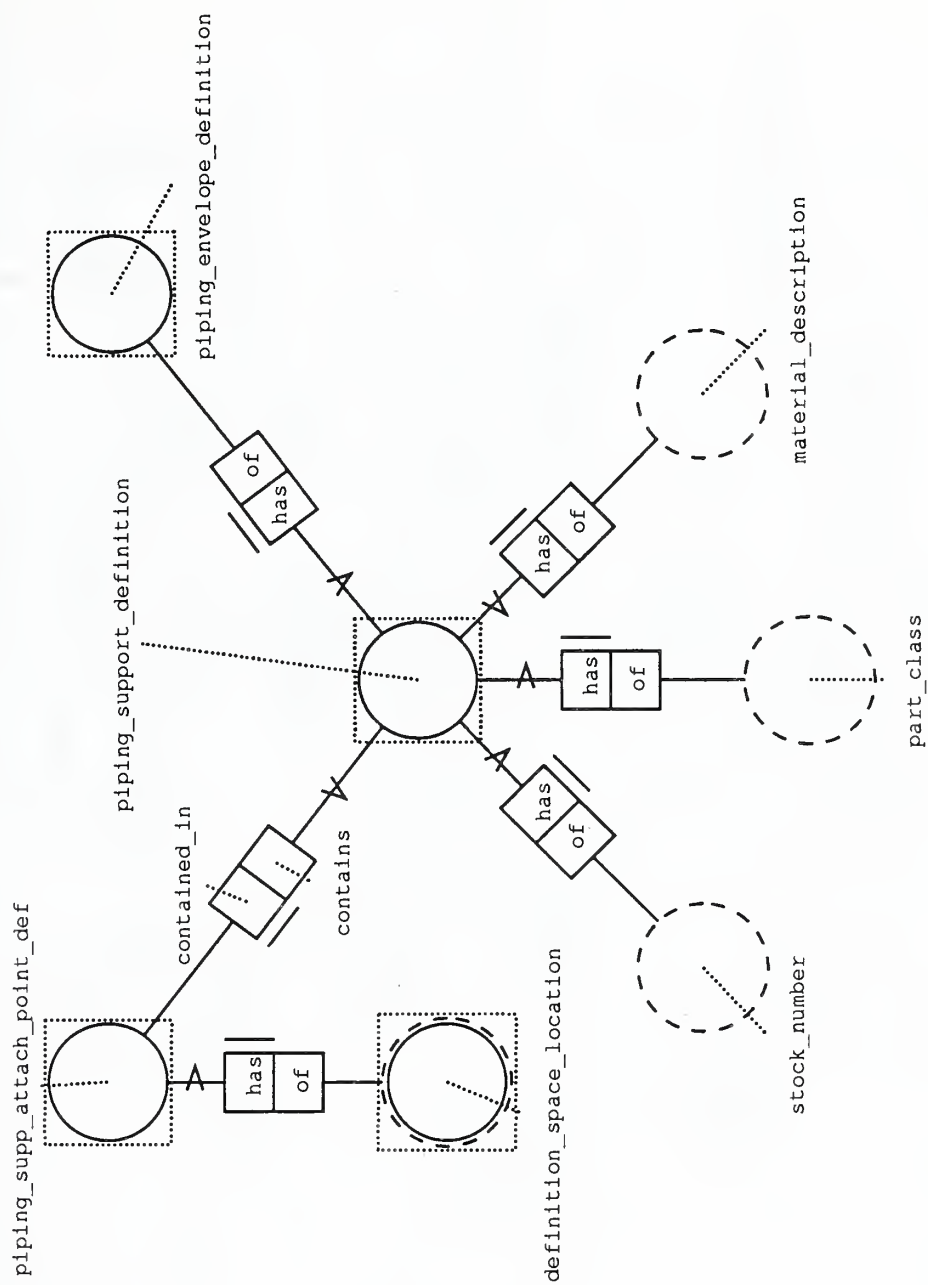 piping_supp_attach_point_def
piping_support_definition
piping_envelope_definition
contained_in
contains
has
of
has
of
has
of
has
of
has
of
definition_space_location
stock_number
part_class
material_description